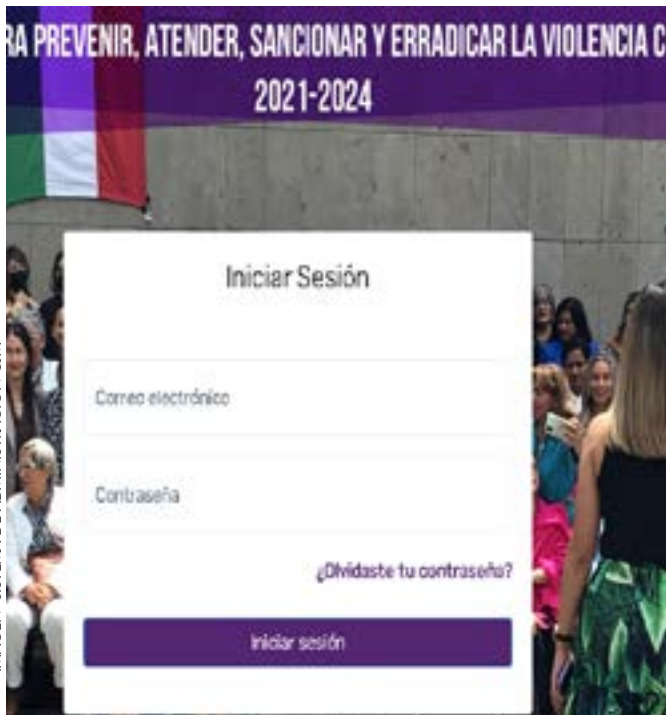 RA PREVENIR, ATENDER, SANCIONAR Y ERRADICAR LA VIOLENCIA C
2021-2024
Iniciar Sesión
Correo electrónico
Contraseña
¿Olvidaste tu contraseña?
Iniciar sesión